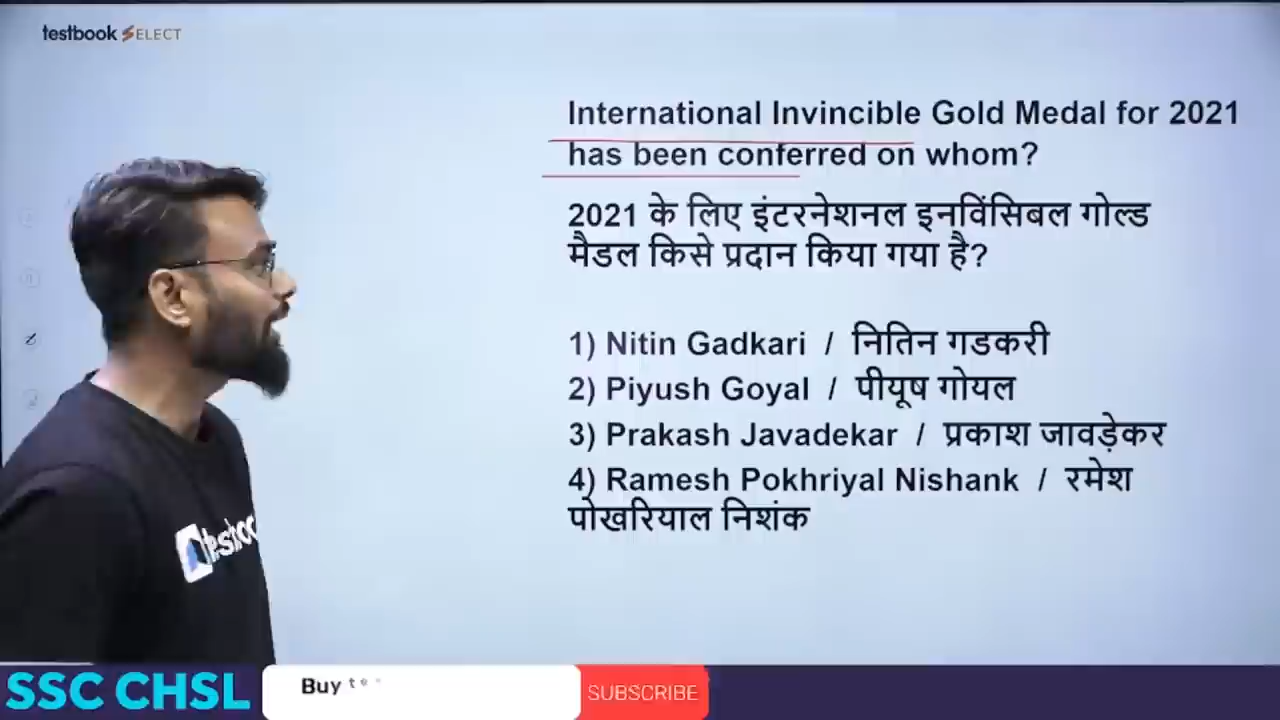 testbook SELECT
International Invincible Gold Medal for 2021
has been conferred on whom?
2021 के लिए इंटरनेशनल इनविंसिबल गोल्ड
मैडल किसे प्रदान किया गया है?
1) Nitin Gadkari / नितिन गडकरी
2) Piyush Goyal / पीयूष गोयल
3) Prakash Javadekar / प्रकाश जावड़ेकर
4) Ramesh Pokhriyal Nishank / रमेश
पोखरियाल निशंक
SSC CHSL
Buy
SUBSCRIBE